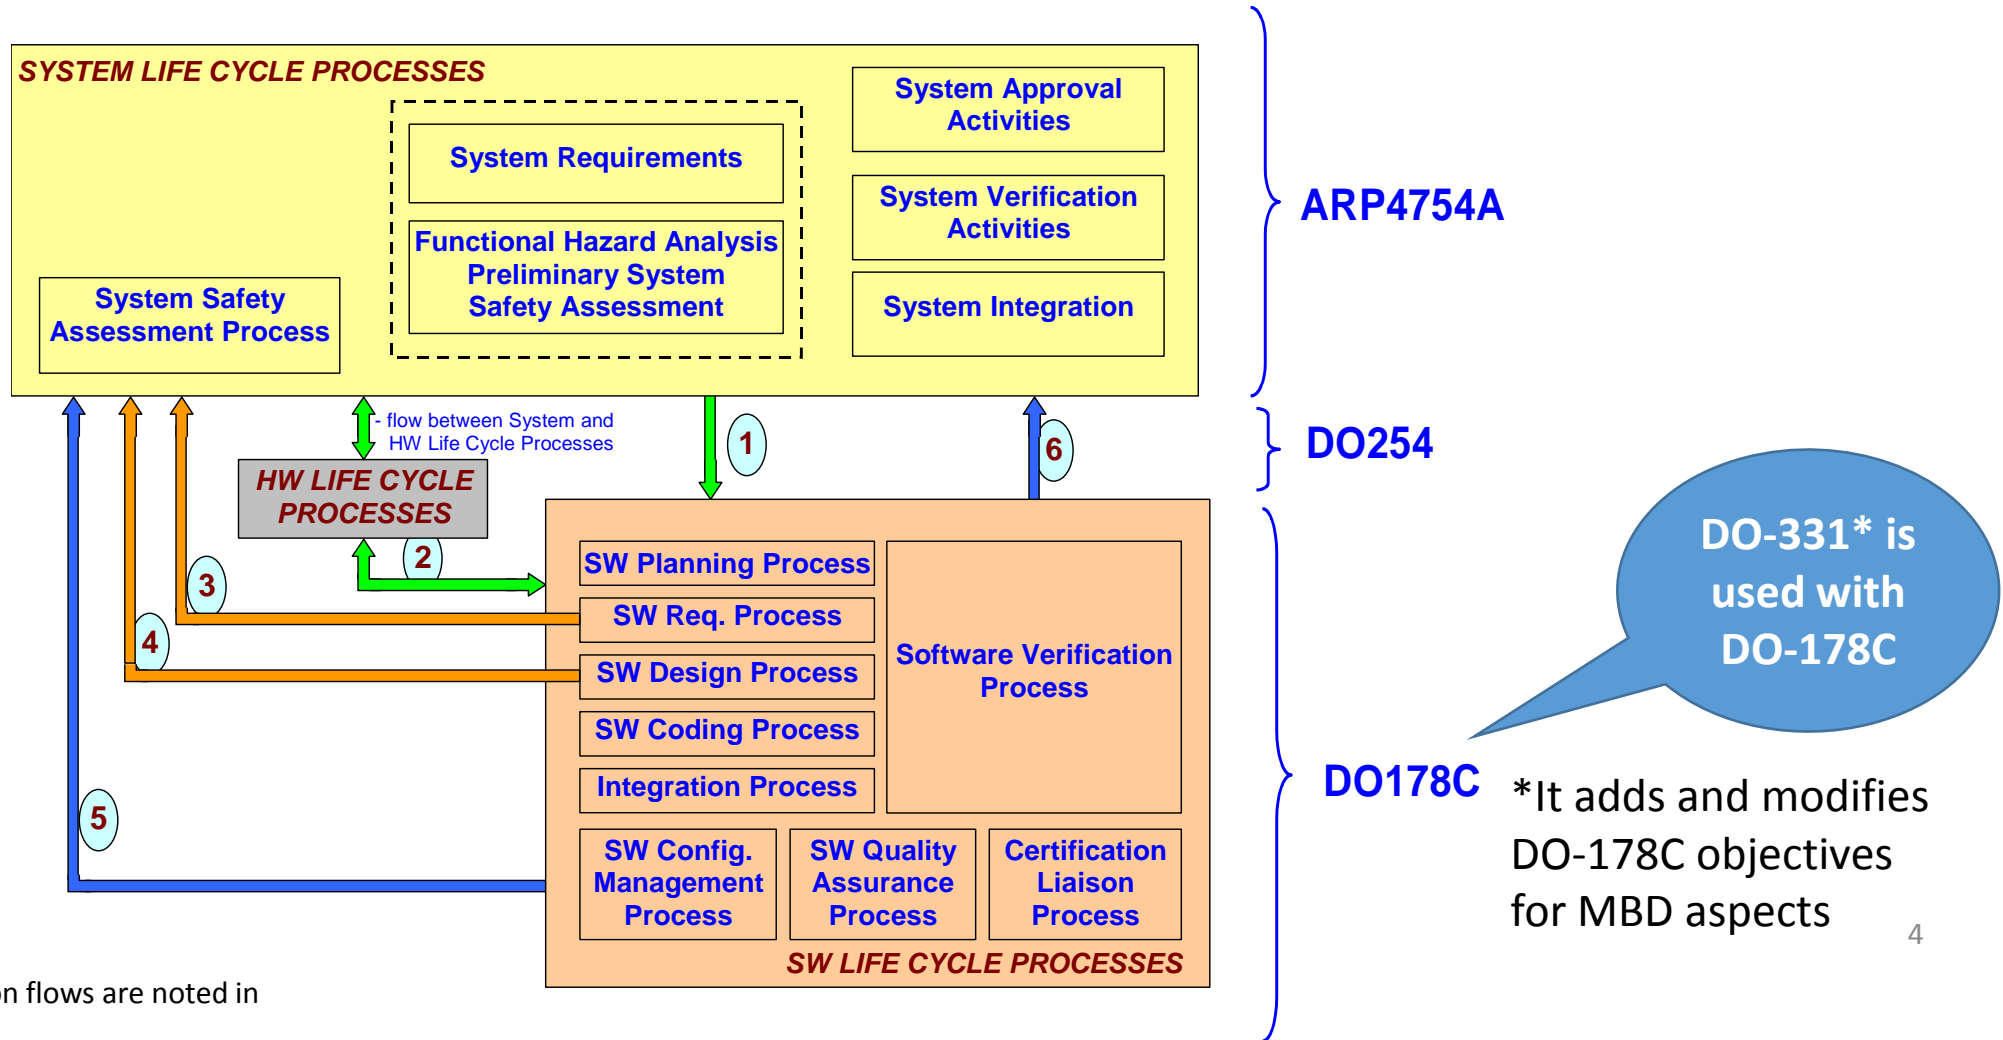 SYSTEM LIFE CYCLE PROCESSES
System Requirements
Functional Hazard Analysis
Preliminary System
Safety Assessment
System Safety
Assessment Process
System Approval
Activities
System Verification
Activities
System Integration
ARP4754A
- flow between System and
HW Life Cycle Processes
1
6
DO254
HW LIFE CYCLE
PROCESSES
2
3
4
5
SW Planning Process
SW Req. Process
SW Design Process
SW Coding Process
Integration Process
Software Verification
Process
SW Config.
Management
Process
SW Quality
Assurance
Process
Certification
Liaison
Process
SW LIFE CYCLE PROCESSES
DO178C
DO-331* is
used with
DO-178C
*It adds and modifies
DO-178C objectives
for MBD aspects
4
flows are noted in